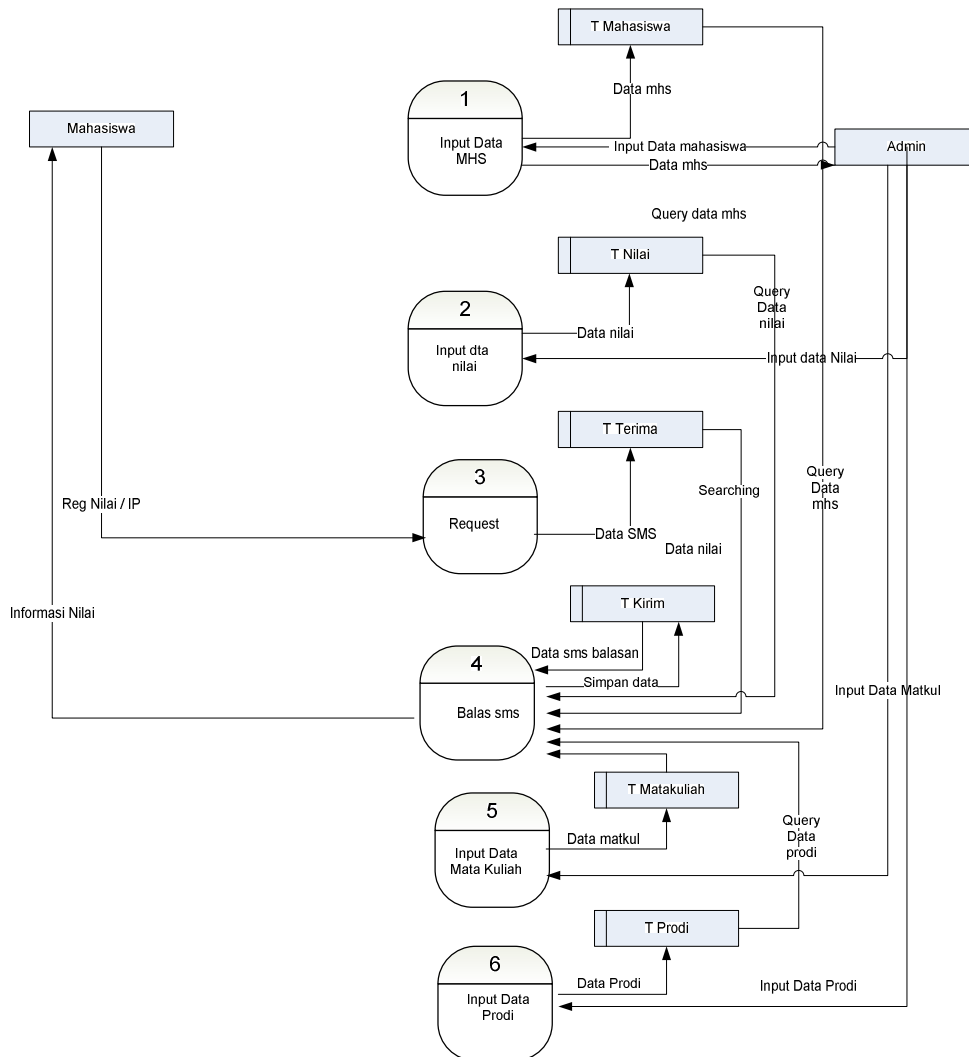 T Mahasiswa
Data mhs
1
Input Data
MHS
Mahasiswa
Input Data mahasiswa
Admin
Data mhs
Query data mhs
T Nilai
Query
Data
nilai
2
Input dta
nilai
Data nilai
Input data Nilai
T Terima
Searching
Query
Data
mhs
3
Request
Reg Nilai / IP
Data SMS
Data nilai
T Kirim
Informasi Nilai
Data sms balasan
4
Simpan data
Balas sms
Input Data Matkul
T Matakuliah
5
Input Data
Mata Kuliah
Data matkul
Query
Data
prodi
T Prodi
6
Input Data
Prodi
Data Prodi
Input Data Prodi